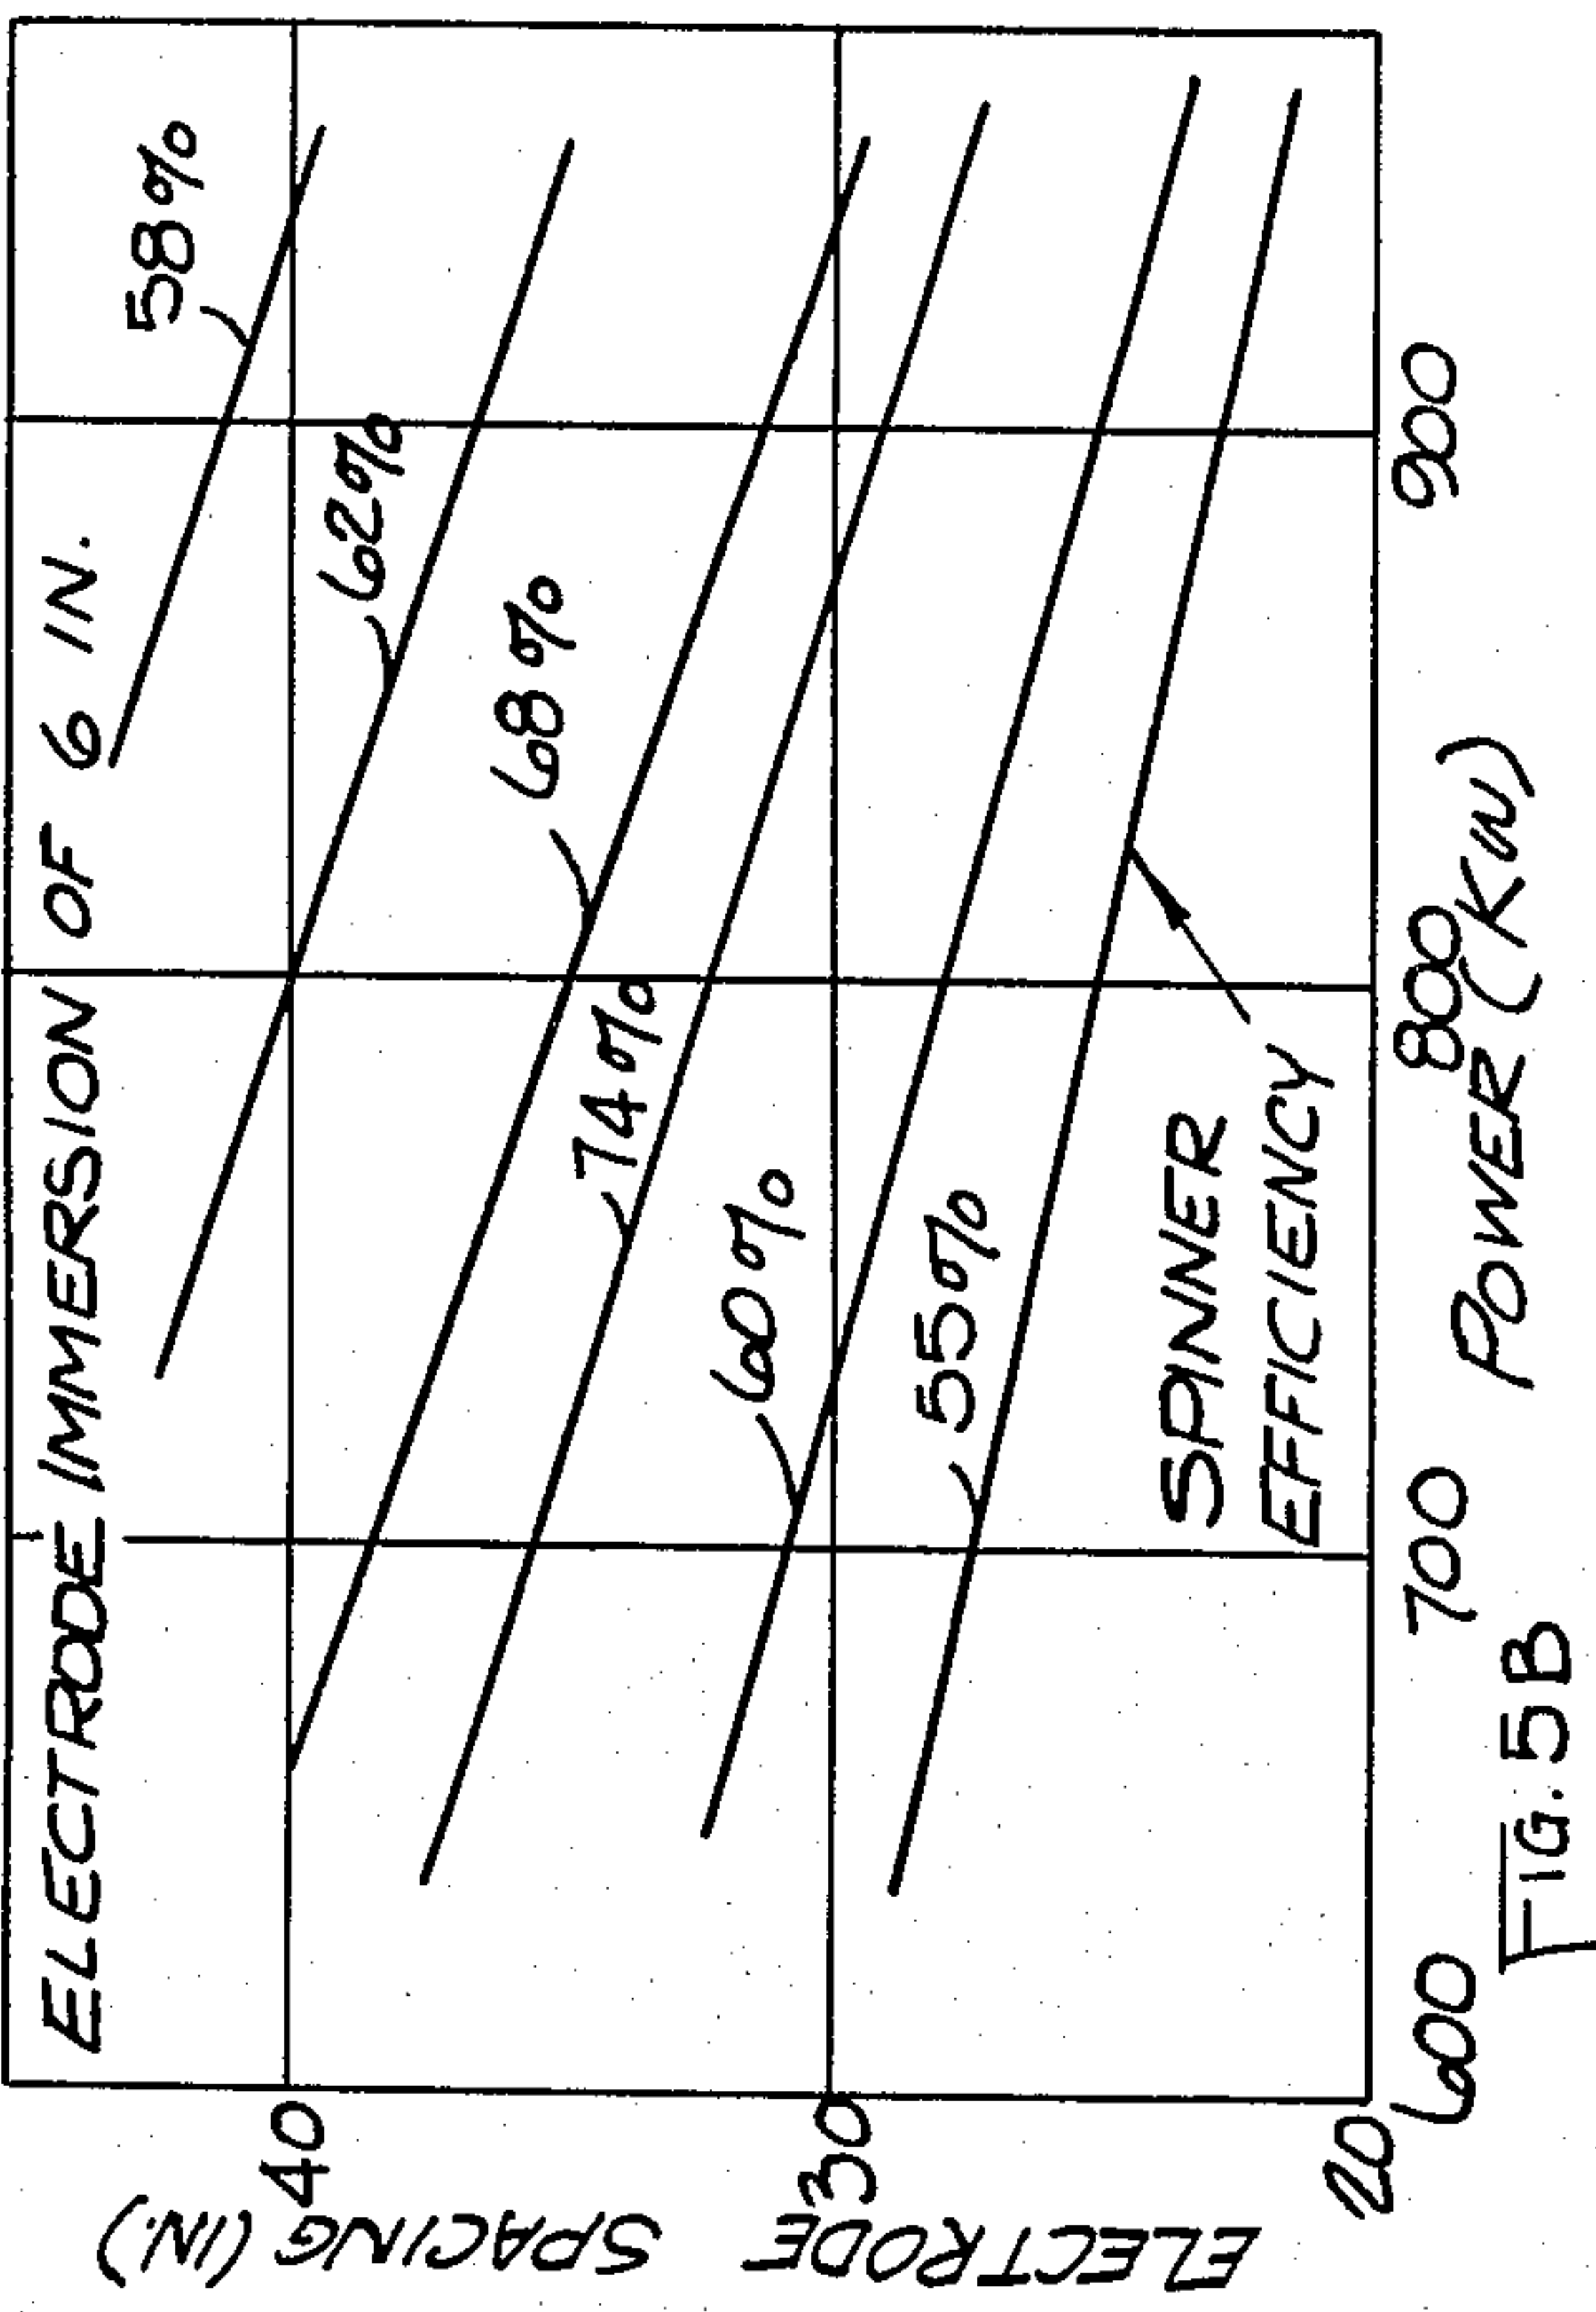 ELECTRODE IMMERSION OF 6 IN.
58%
62%
68%
74%
60%
55%
SPINNER
EFFICIENCY
ELECTRODE SPACING (IN.)
40
30
20
600
700
800
900
POWER (KW)
FIG. 5B